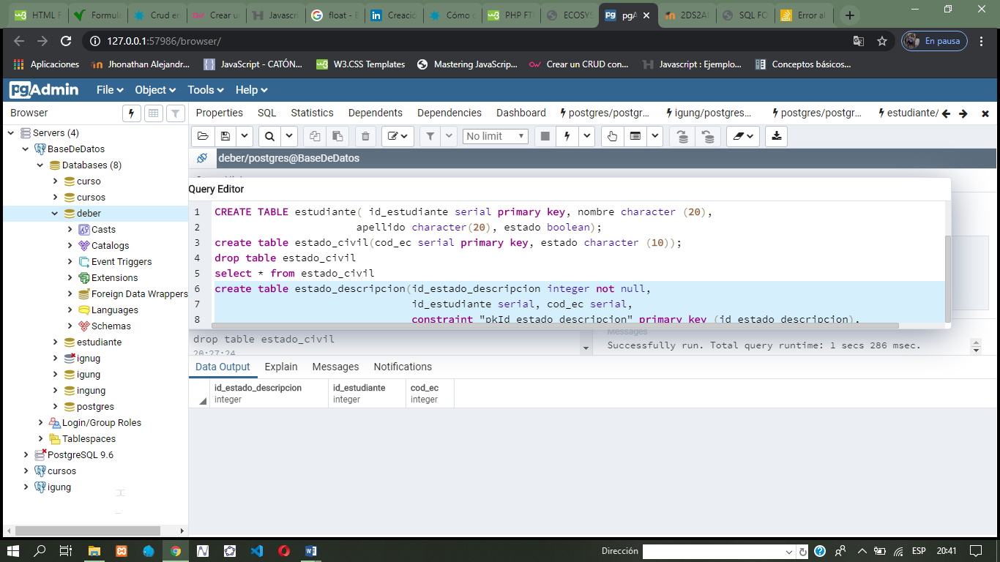 HTML F
Formula
Crud en
Crear un
Javascri
float - B
Creació
Cómo c
PHP FT
ECOSYS
pgA
2DS2A
SQL FO
Error al
127.0.0.1:57986/browser/
En pausa
Aplicaciones
Jhonathan Alejandr...
JavaScript - CATÓN...
W3.CSS Templates
Mastering JavaScrip...
Crear un CRUD con...
Javascript : Ejemplo...
Conceptos básicos...
pgAdmin
File
Object
Tools
Help
Browser
Properties
SQL
Statistics
Dependents
Dependencies
Dashboard
postgres/postgr...
igung/postgres...
postgres/postgr...
estudiante/
No limit
deber/postgres@BaseDeDatos
Servers (4)
BaseDeDatos
Databases (8)
curso
cursos
deber
Casts
Catalogs
Event Triggers
Extensions
Foreign Data Wrappers
Languages
Schemas
estudiante
ignug
igung
ingung
postgres
Login/Group Roles
Tablespaces
PostgreSQL 9.6
cursos
igung
Query Editor
1 CREATE TABLE estudiante( id_estudiante serial primary key, nombre character (20),
2 apellido character(20), estado boolean);
3 create table estado_civil(cod_ec serial primary key, estado character (10));
4 drop table estado_civil
5 select * from estado_civil
6 create table estado_descripcion(id_estado_descripcion integer not null,
7 id_estudiante serial, cod_ec serial,
8 constraint "pkId_estado_descripcion" primary key (id_estado_descripcion),
drop table estado_civil
20:27:24
Messages
Successfully run. Total query runtime: 1 secs 286 msec.
Data Output
Explain
Messages
Notifications
id_estado_descripcion
integer
id_estudiante
integer
cod_ec
integer
Dirección
ESP
20:41